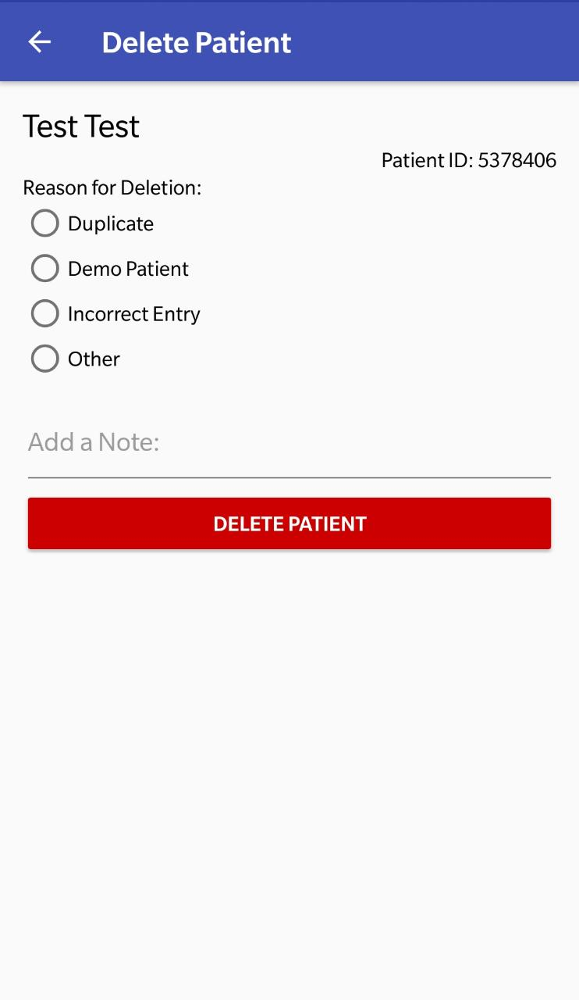 Delete Patient
Test Test
Patient ID: 5378406
Reason for Deletion:
Duplicate
Demo Patient
Incorrect Entry
Other
Add a Note:
DELETE PATIENT